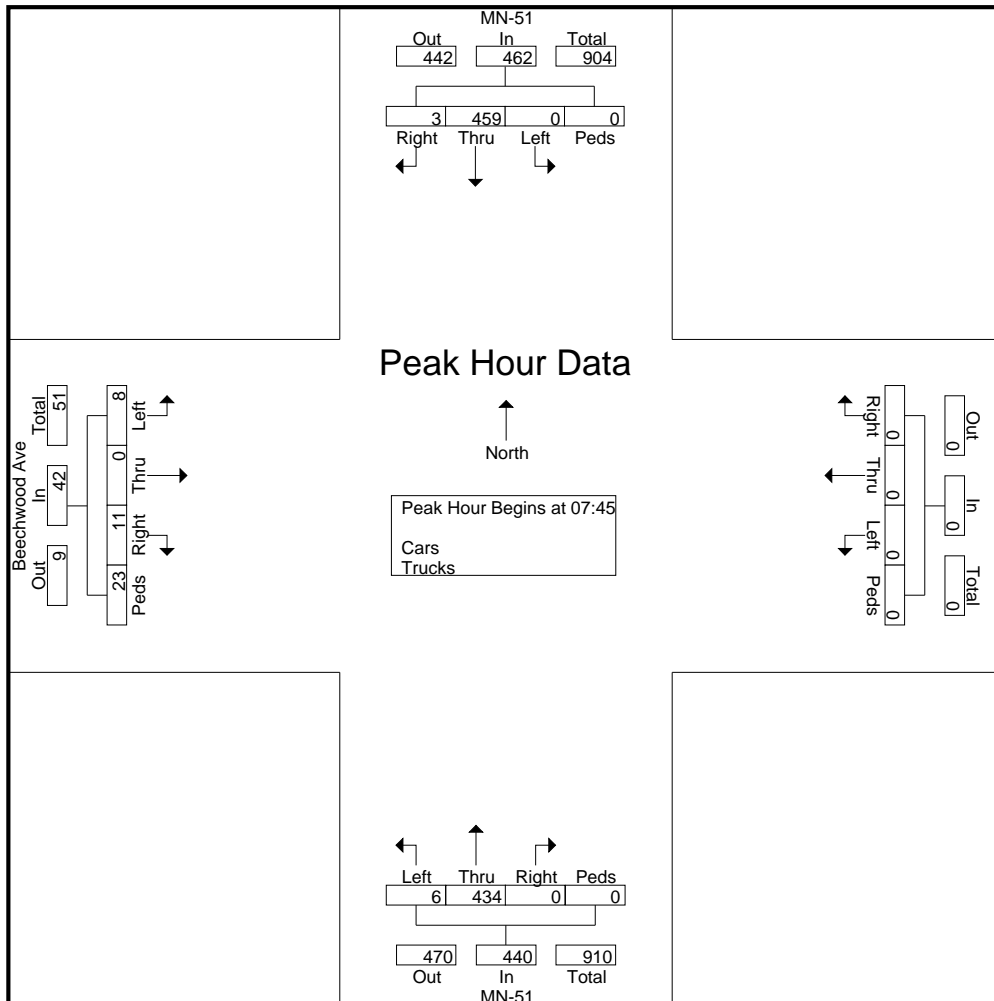 MN-51
Out In Total
442 462 904
3 459 0 0
Right Thru Left Peds
Peak Hour Data
North
Peak Hour Begins at 07:45
Cars
Trucks
Beechwood Ave
Out In Total
9 42 51
23 11 0 8
Peds Right Thru Left
Out In Total
0 0 0
Right Thru Left Peds
0 0 0 0
Left Thru Right Peds
6 434 0 0
470 440 910
Out In Total
MN-51